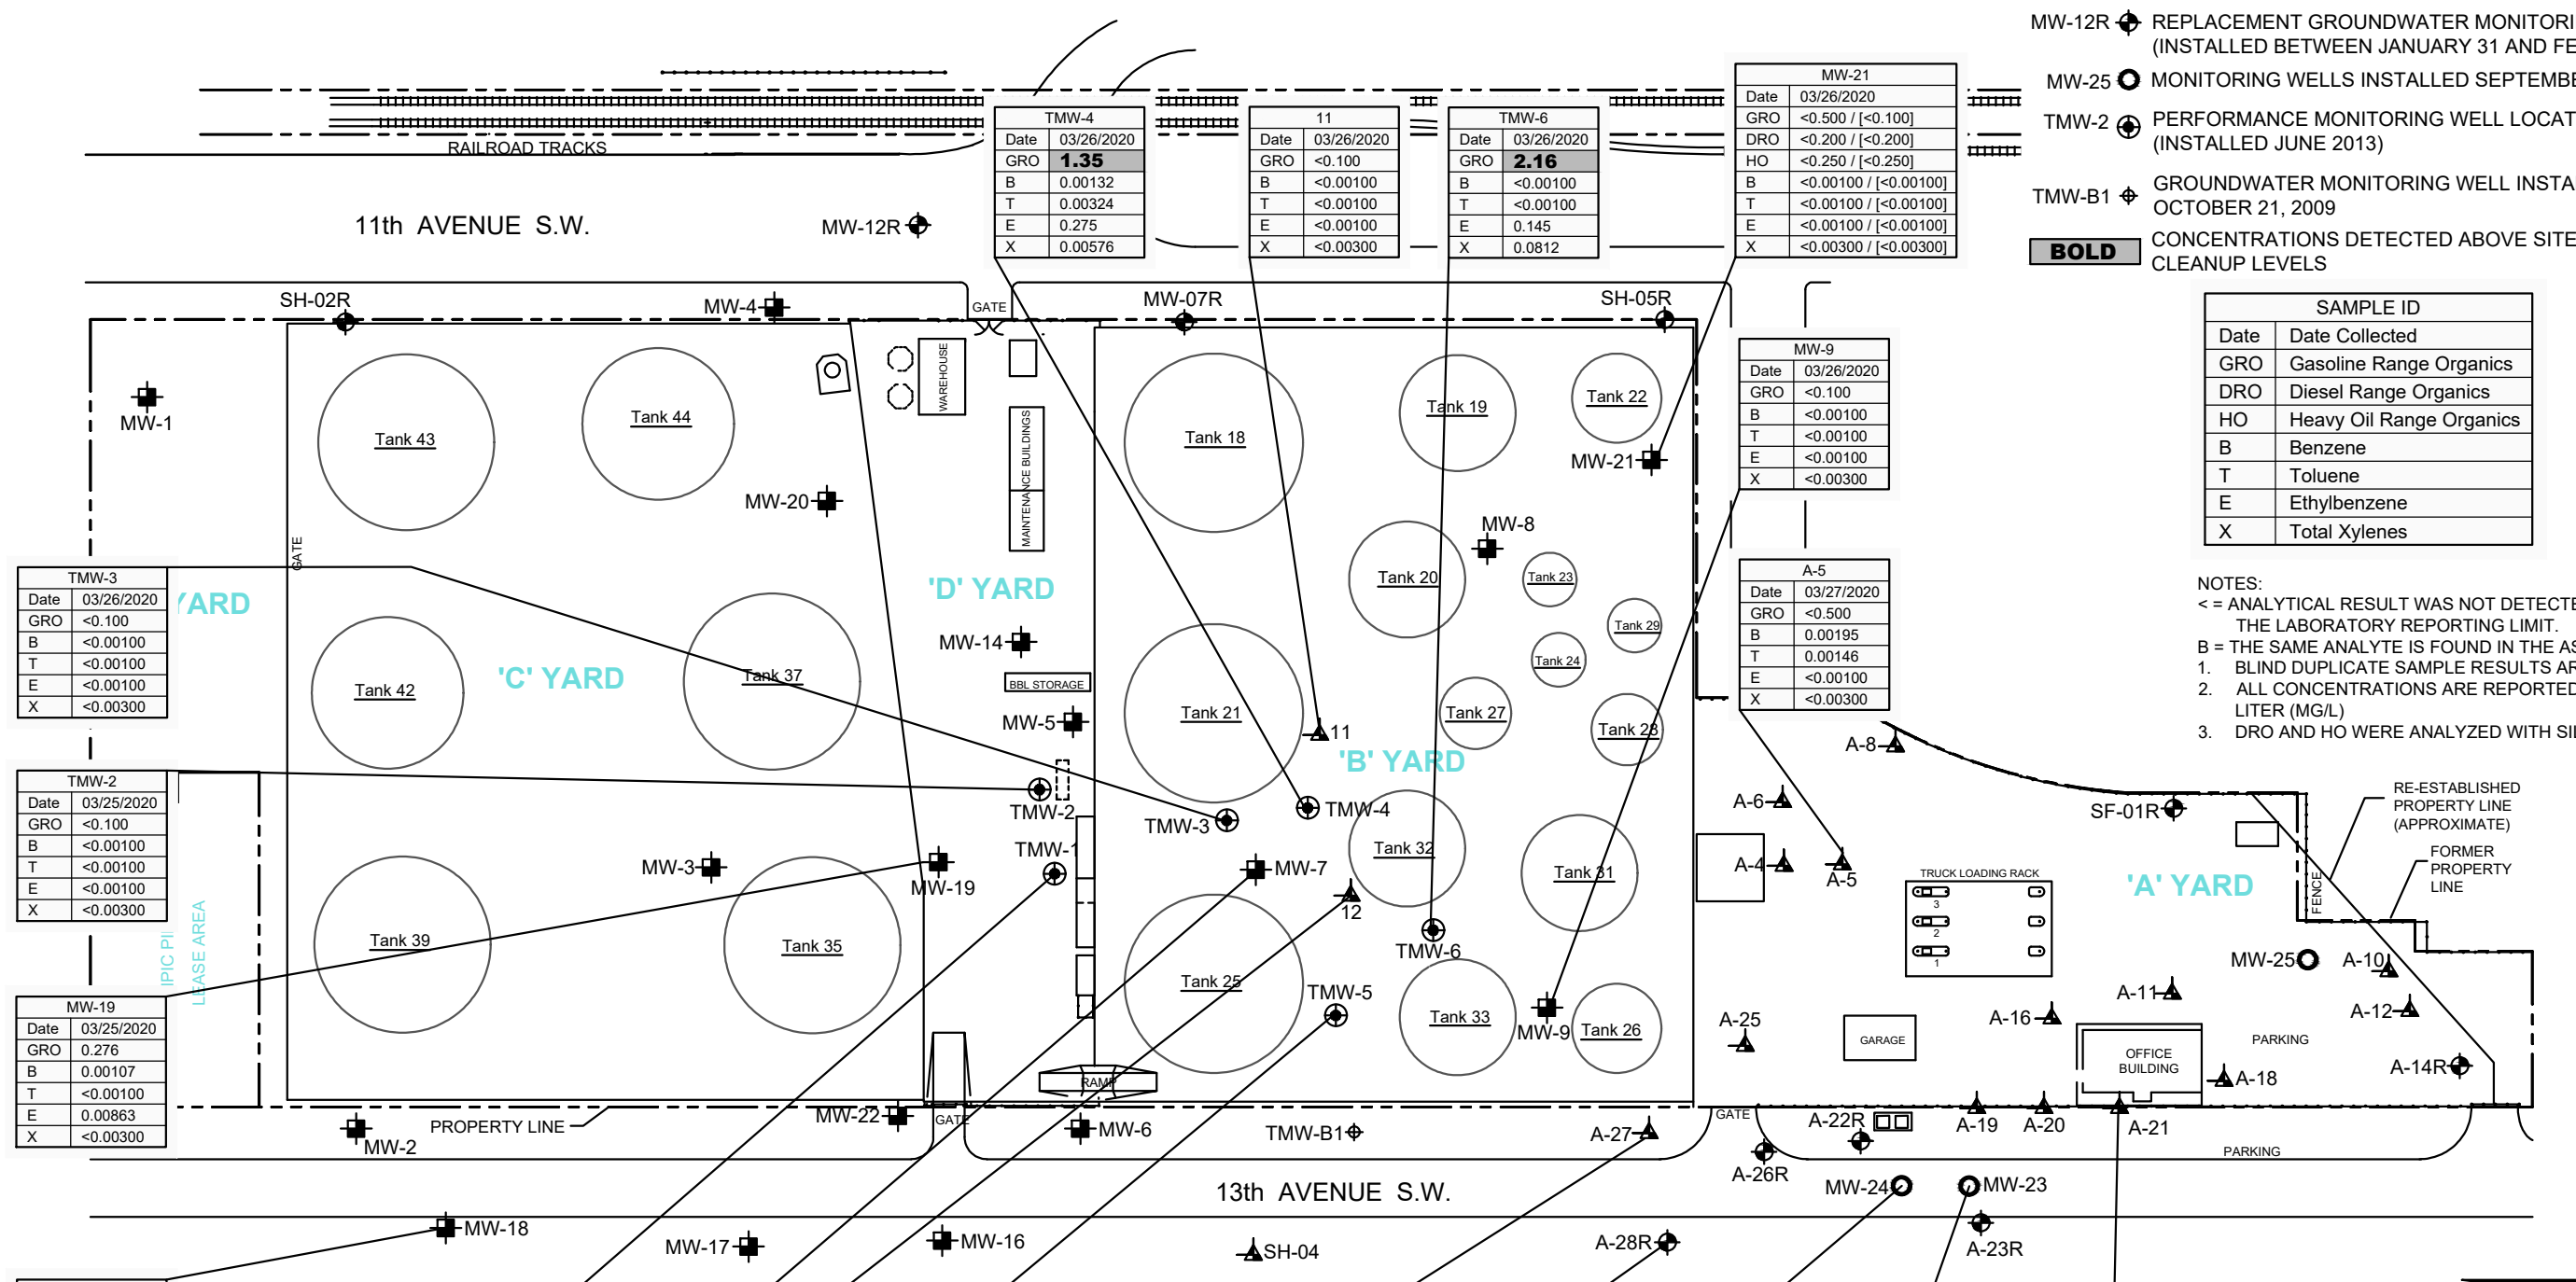 MW-12R REPLACEMENT GROUNDWATER
(INSTALLED BETWEEN JANUARY 31 AND
MW-25 MONITORING WELLS INSTALLED
TMW-2 PERFORMANCE MONITORING WELL
(INSTALLED JUNE 2013)
TMW-B1 GROUNDWATER MONITORING WELL
OCTOBER 21, 2009
BOLD CONCENTRATIONS DETECTED ABOVE SITE
CLEANUP LEVELS
SAMPLE ID
Date Date Collected
GRO Gasoline Range Organics
DRO Diesel Range Organics
HO Heavy Oil Range Organics
B Benzene
T Toluene
E Ethylbenzene
X Total Xylenes
NOTES:
< = ANALYTICAL RESULT WAS NOT
THE LABORATORY REPORTING LIMIT.
B = THE SAME ANALYTE IS FOUND IN THE
1. BLIND DUPLICATE SAMPLE RESULTS
2. ALL CONCENTRATIONS ARE REPORTED
LITER (MG/L)
3. DRO AND HO WERE ANALYZED WITH
TMW-4
Date 03/26/2020
GRO 1.35
B 0.00132
T 0.00324
E 0.275
X 0.00576
11
Date 03/26/2020
GRO <0.100
B <0.00100
T <0.00100
E <0.00100
X <0.00300
TMW-6
Date 03/26/2020
GRO 2.16
B <0.00100
T <0.00100
E 0.145
X 0.0812
MW-21
Date 03/26/2020
GRO <0.500 / [<0.100]
DRO <0.200 / [<0.200]
HO <0.250 / [<0.250]
B <0.00100 / [<0.00100]
T <0.00100 / [<0.00100]
E <0.00100 / [<0.00100]
X <0.00300 / [<0.00300]
MW-9
Date 03/26/2020
GRO <0.100
B <0.00100
T <0.00100
E <0.00100
X <0.00300
A-5
Date 03/27/2020
GRO <0.500
B 0.00195
T 0.00146
E <0.00100
X <0.00300
TMW-3
Date 03/26/2020
GRO <0.100
B <0.00100
T <0.00100
E <0.00100
X <0.00300
TMW-2
Date 03/25/2020
GRO <0.100
B <0.00100
T <0.00100
E <0.00100
X <0.00300
MW-19
Date 03/25/2020
GRO 0.276
B 0.00107
T <0.00100
E 0.00863
X <0.00300
RAILROAD TRACKS
11th AVENUE S.W.
MW-12R
SH-02R
MW-4
GATE
MW-07R
SH-05R
MW-1
Tank 43
Tank 44
WAREHOUSE
MAINTENANCE BUILDINGS
Tank 18
Tank 19
Tank 22
MW-21
MW-20
MW-8
GATE
YARD
'D' YARD
Tank 20
Tank 23
Tank 29
Tank 24
MW-14
BBL STORAGE
Tank 42
'C' YARD
Tank 37
MW-5
Tank 21
11
Tank 27
Tank 28
'B' YARD
A-8
A-6
TMW-2
TMW-3
TMW-4
SF-01R
RE-ESTABLISHED
PROPERTY LINE
(APPROXIMATE)
FORMER
PROPERTY
LINE
FENCE
MW-3
MW-19
TMW-1
MW-7
12
Tank 32
Tank 31
A-4
A-5
TRUCK LOADING RACK
3
2
1
'A' YARD
LEASE AREA
Tank 39
Tank 35
Tank 25
TMW-5
TMW-6
Tank 33
MW-9
Tank 26
A-25
GARAGE
MW-25
A-10
A-11
A-12
A-16
OFFICE
BUILDING
PARKING
A-18
A-14R
RAMP
MW-2
PROPERTY LINE
MW-22
GATE
MW-6
TMW-B1
A-27
GATE
A-22R
A-19
A-20
A-21
A-26R
PARKING
13th AVENUE S.W.
MW-24
MW-23
MW-18
MW-17
MW-16
SH-04
A-28R
A-23R